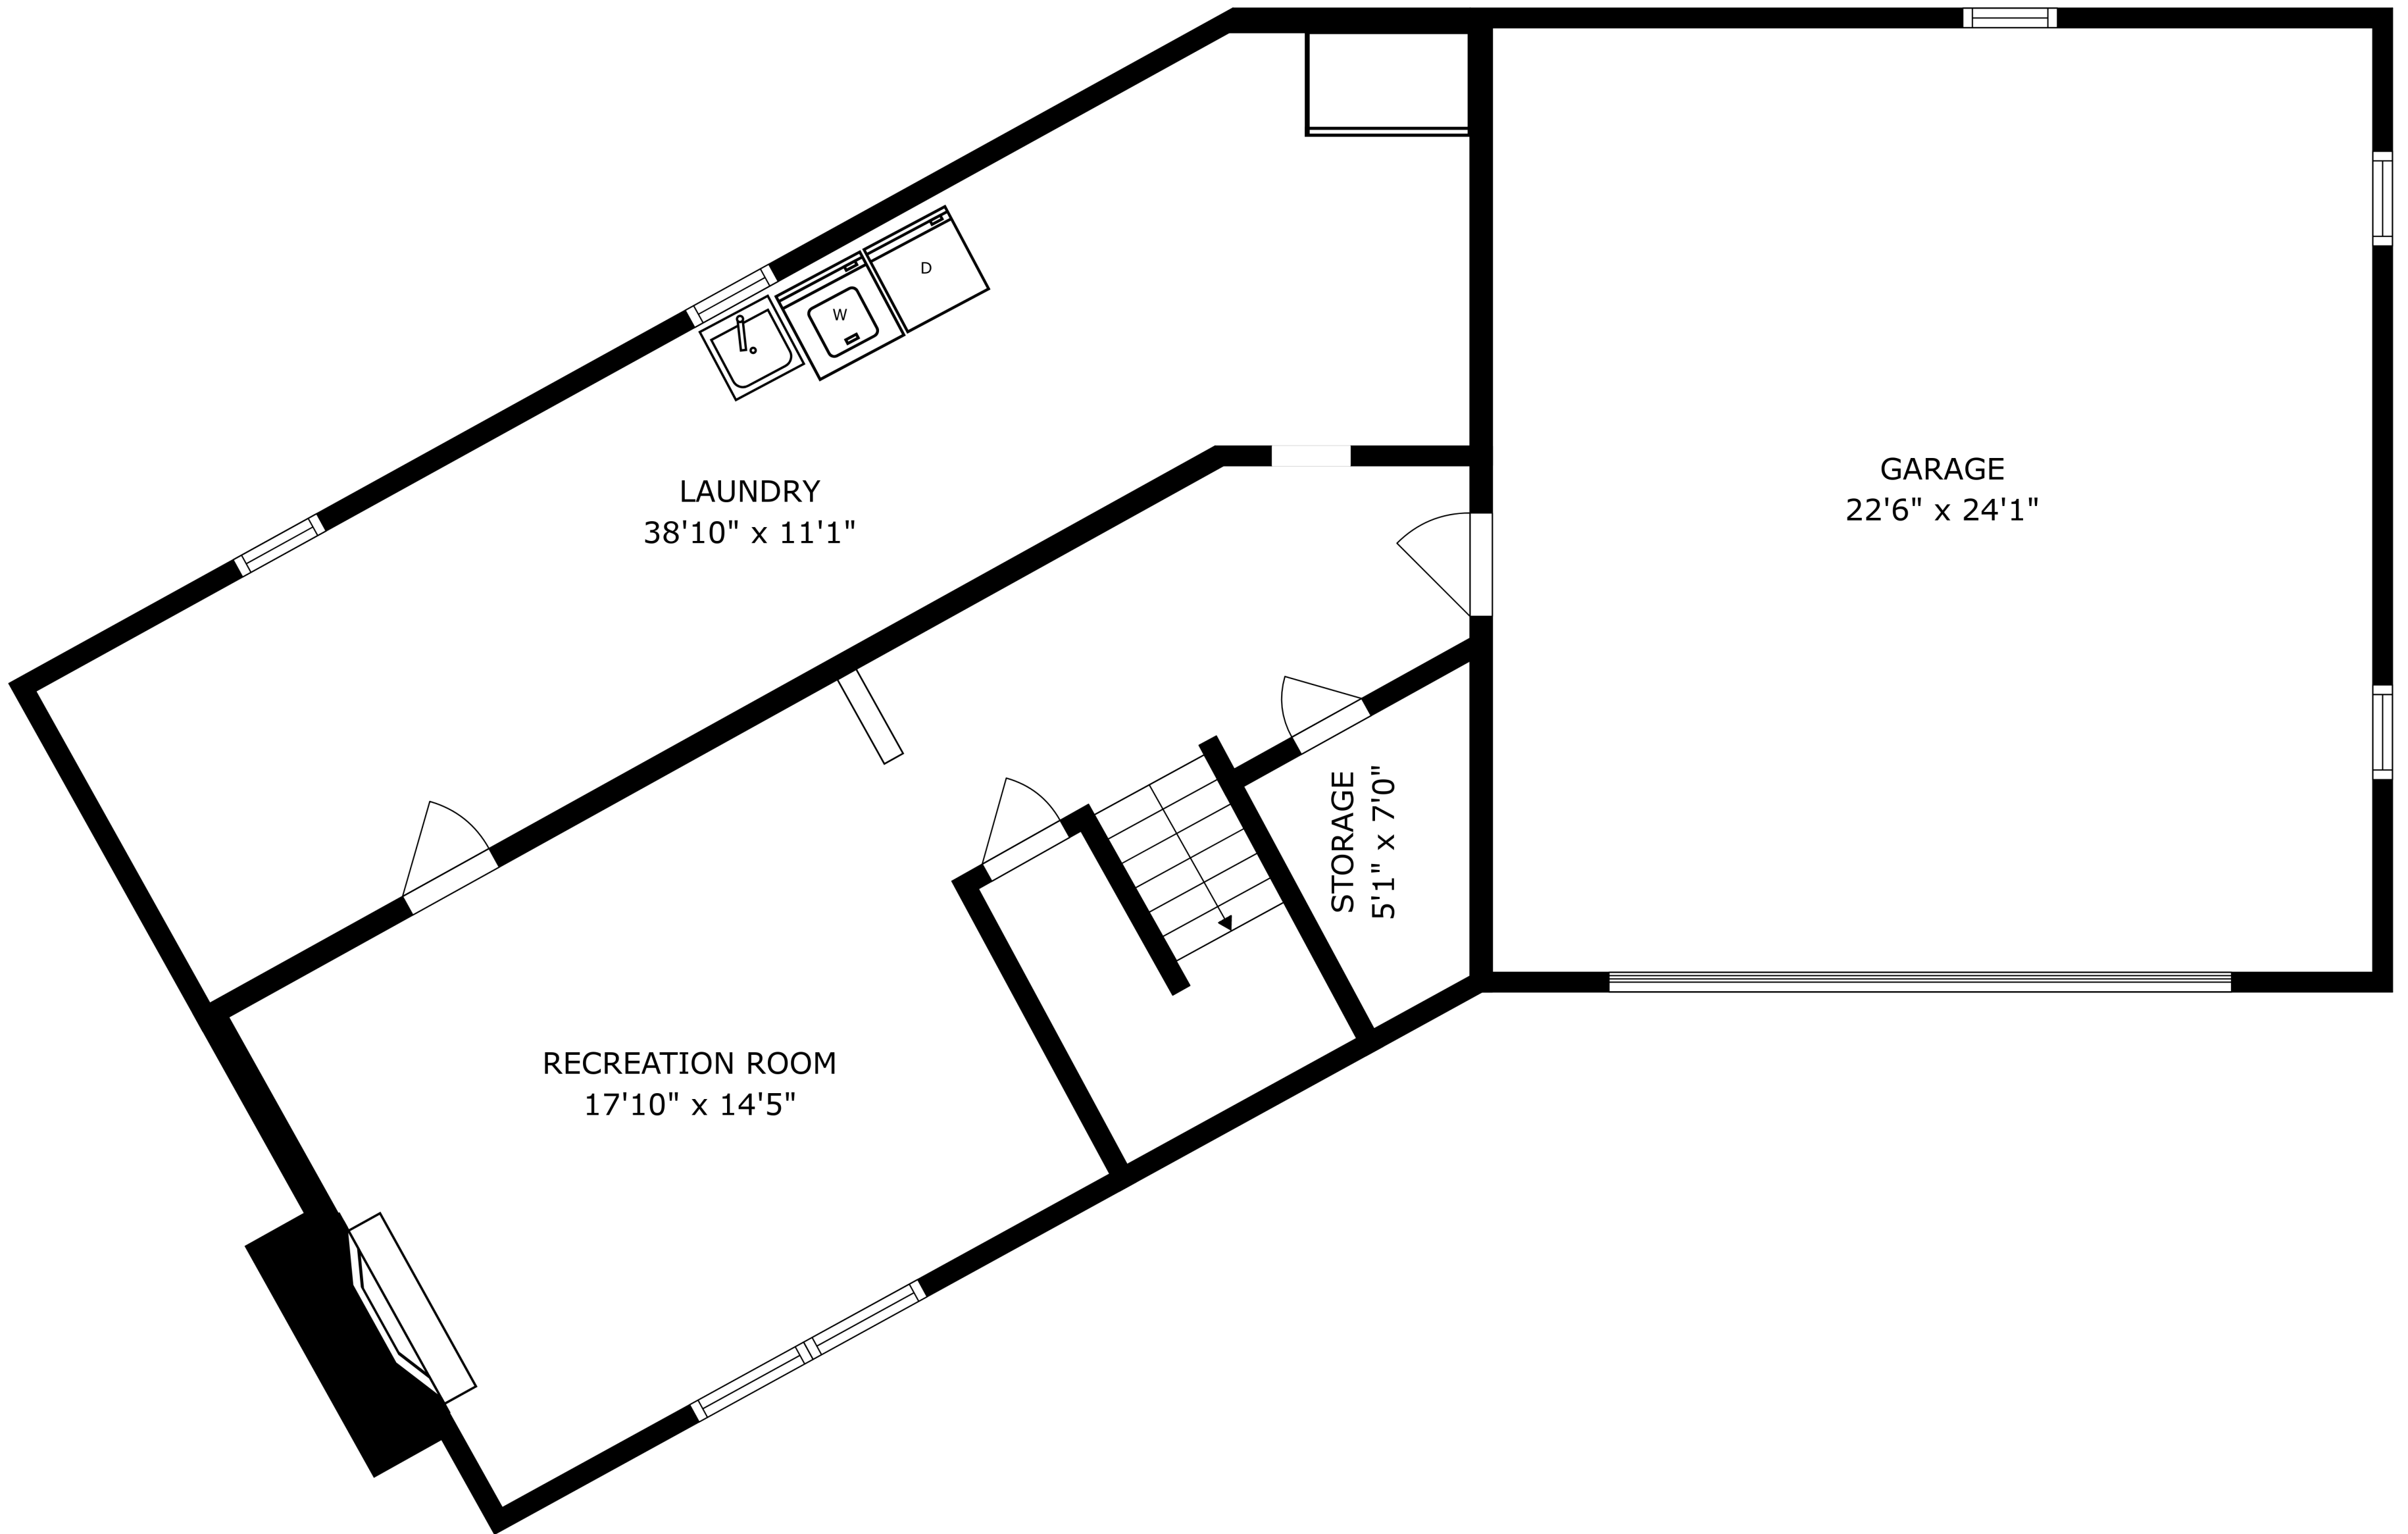 D
W
LAUNDRY
38'10" x 11'1"
GARAGE
22'6" x 24'1"
STORAGE
5'1" x 7'0"
RECREATION ROOM
17'10" x 14'5"